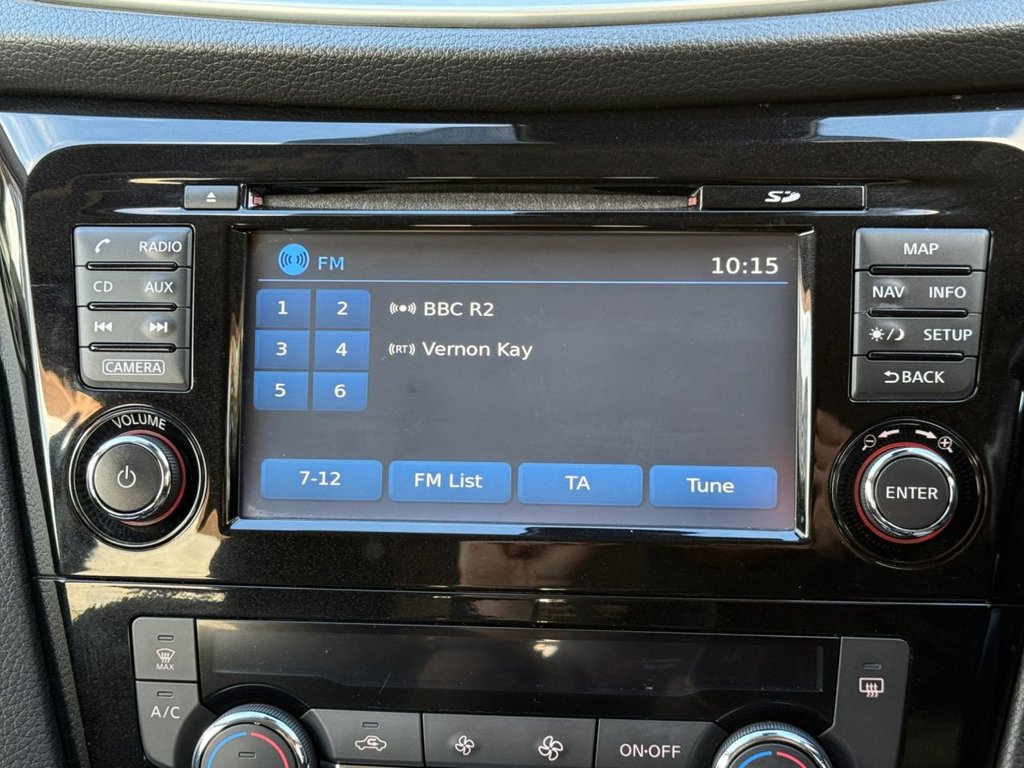 SD
RADIO
CD AUX
CAMERA
VOLUME
FM 10:15
1 2 BBC R2
3 4 RT Vernon Kay
5 6
7-12 FM List TA Tune
MAP
NAV INFO
SETUP
BACK
ENTER
MAX
A/C
ON·OFF